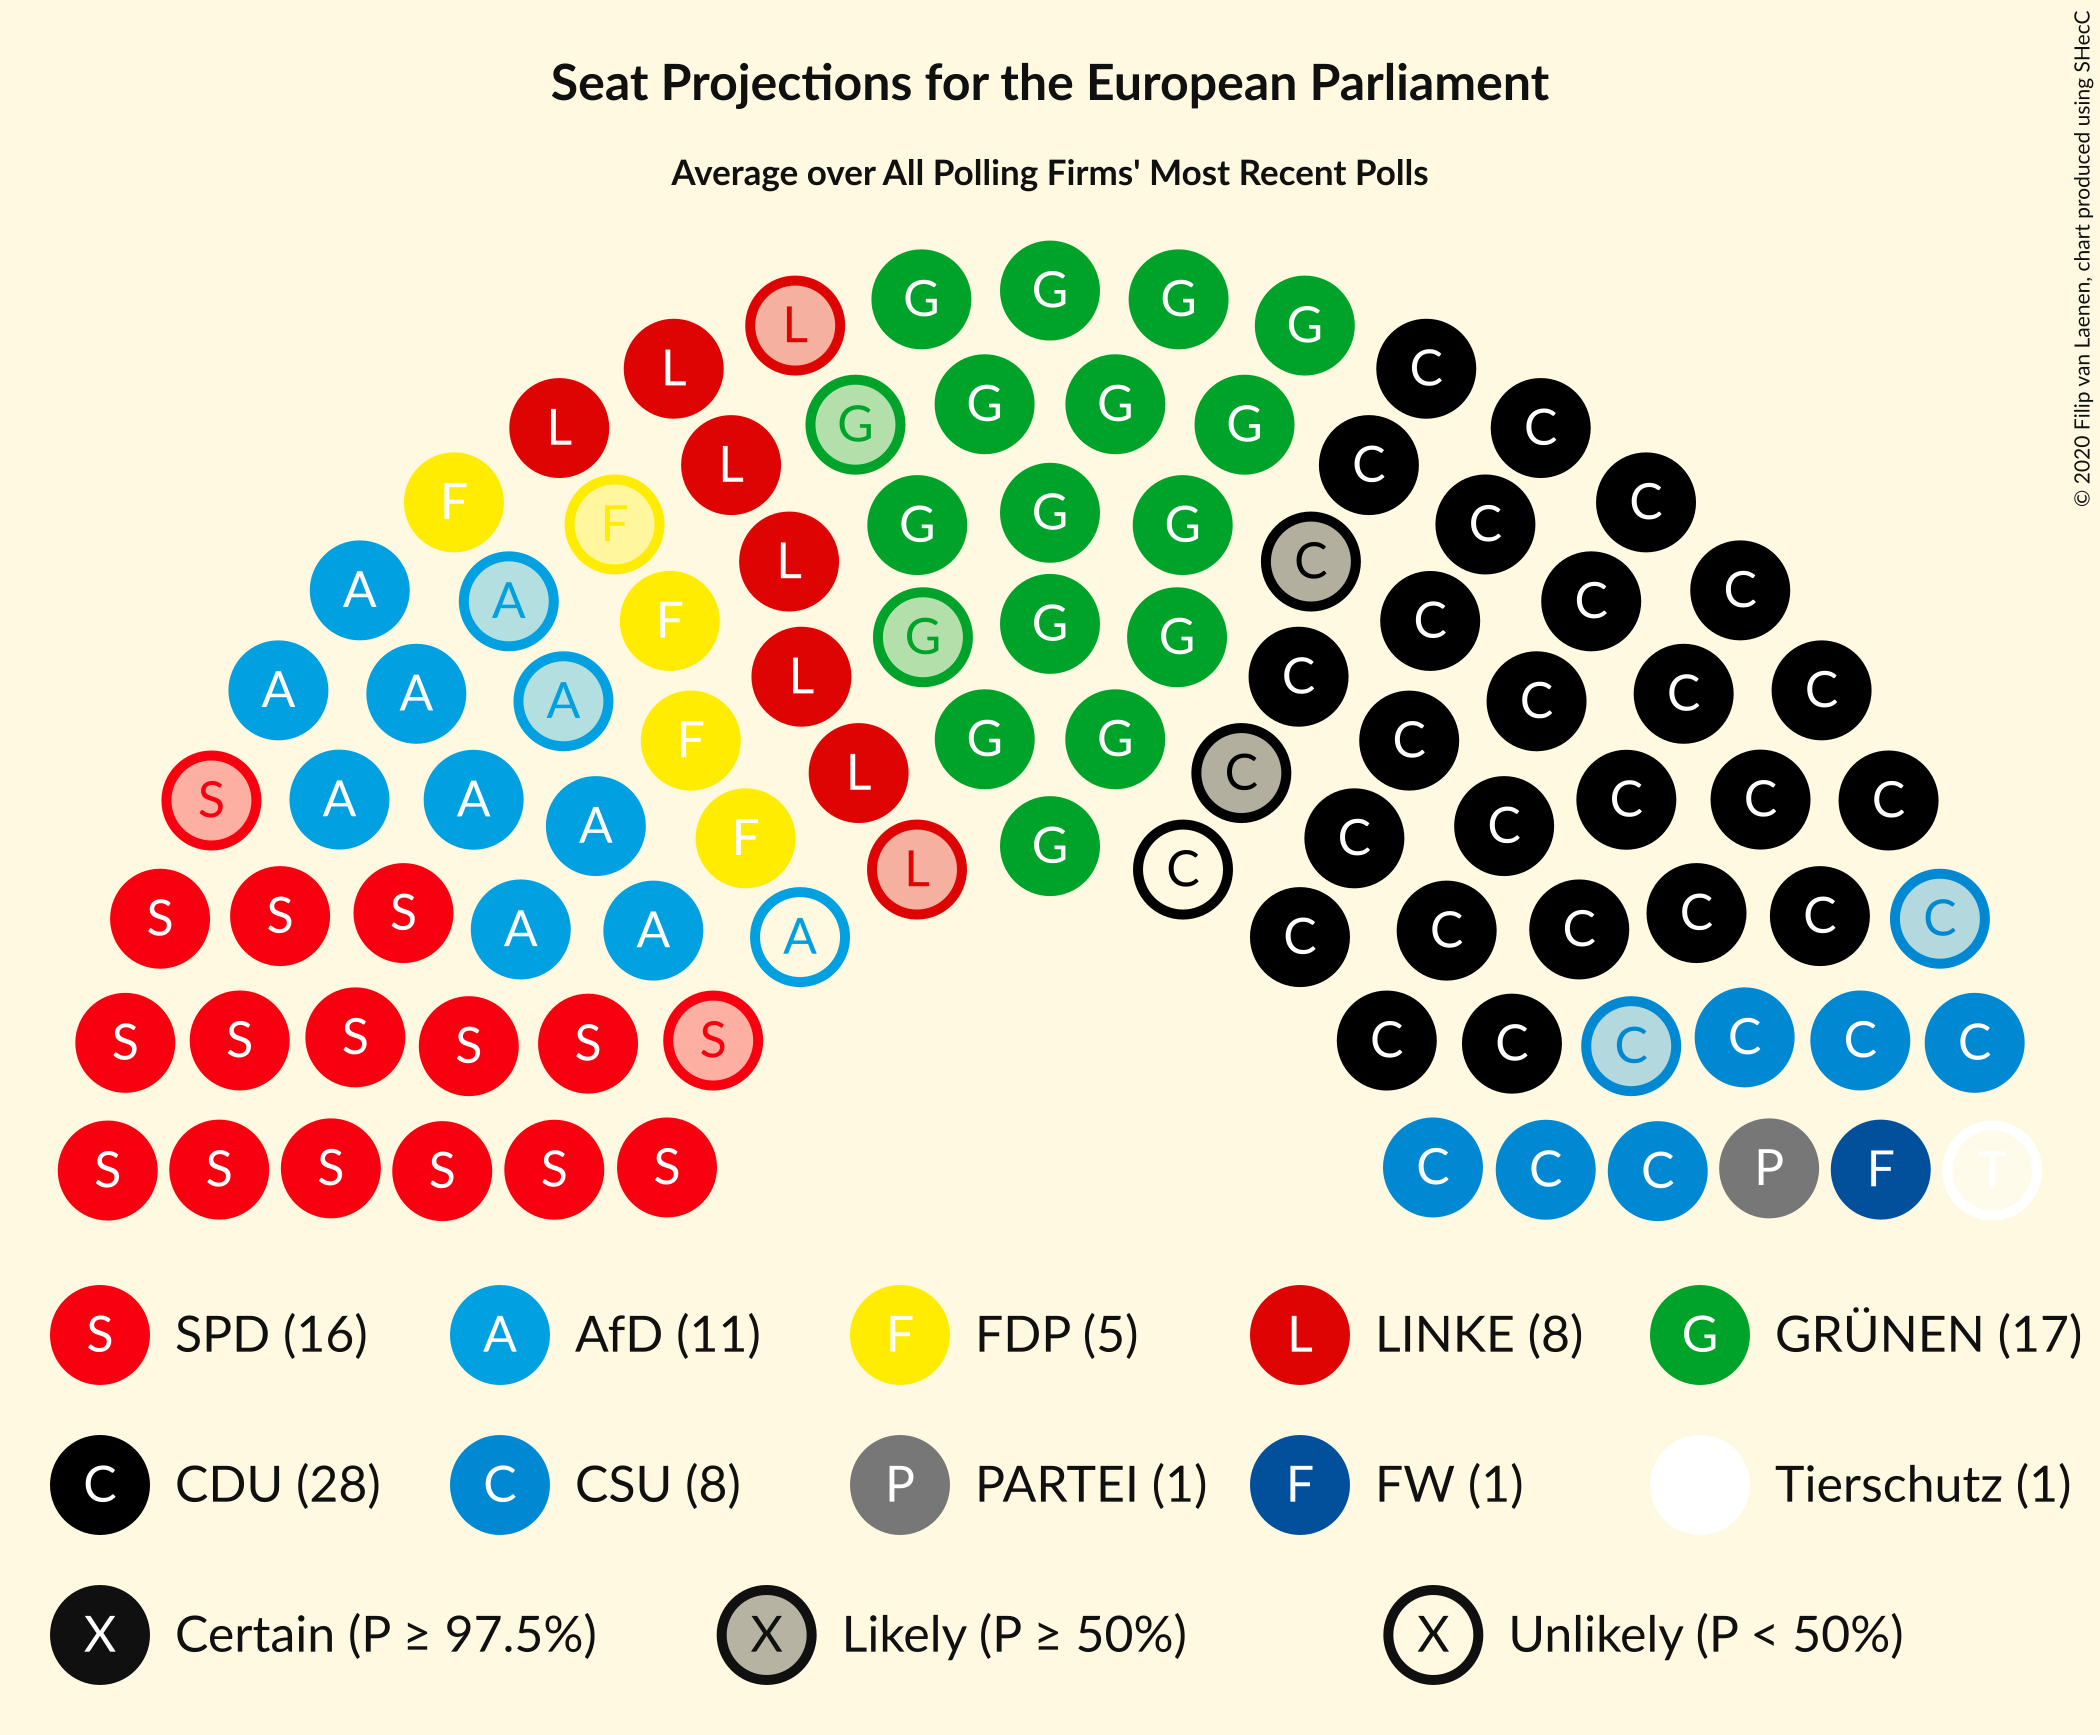 Seat Projections for the European Parliament
Average over All Polling Firms' Most Recent Polls
© 2020 Filip van Laenen, chart produced using SHecC
G
L G G G
L C
G G G G
L C
L C C
F G G G C
F F C C
A A L C C
F L G G G C C C
A A A F L G G C C C C C
S A A A F L C C C C C C
S S S A A A L G C C C C C C C C
S S S S S S C C C C C C
S S S S S S C C C P F T
S SPD (16) A AfD (11) F FDP (5) L LINKE (8) G GRÜNEN (17)
C CDU (28) C CSU (8) P PARTEI (1) F FW (1) Tierschutz (1)
X Certain (P ≥ 97.5%) X Likely (P ≥ 50%) X Unlikely (P < 50%)